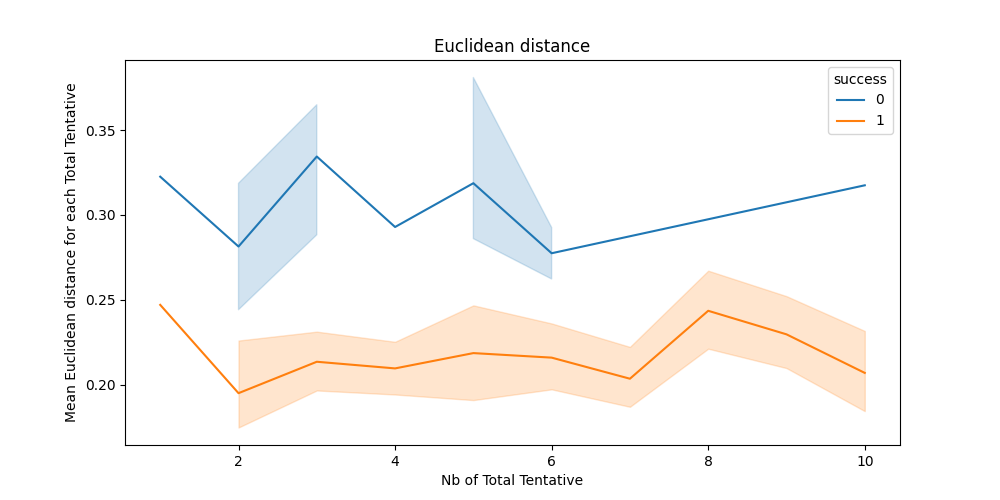 Euclidean distance
success
0
1
Mean Euclidean distance for each Total Tentative
0.35
0.30
0.25
0.20
2 4 6 8 10
Nb of Total Tentative